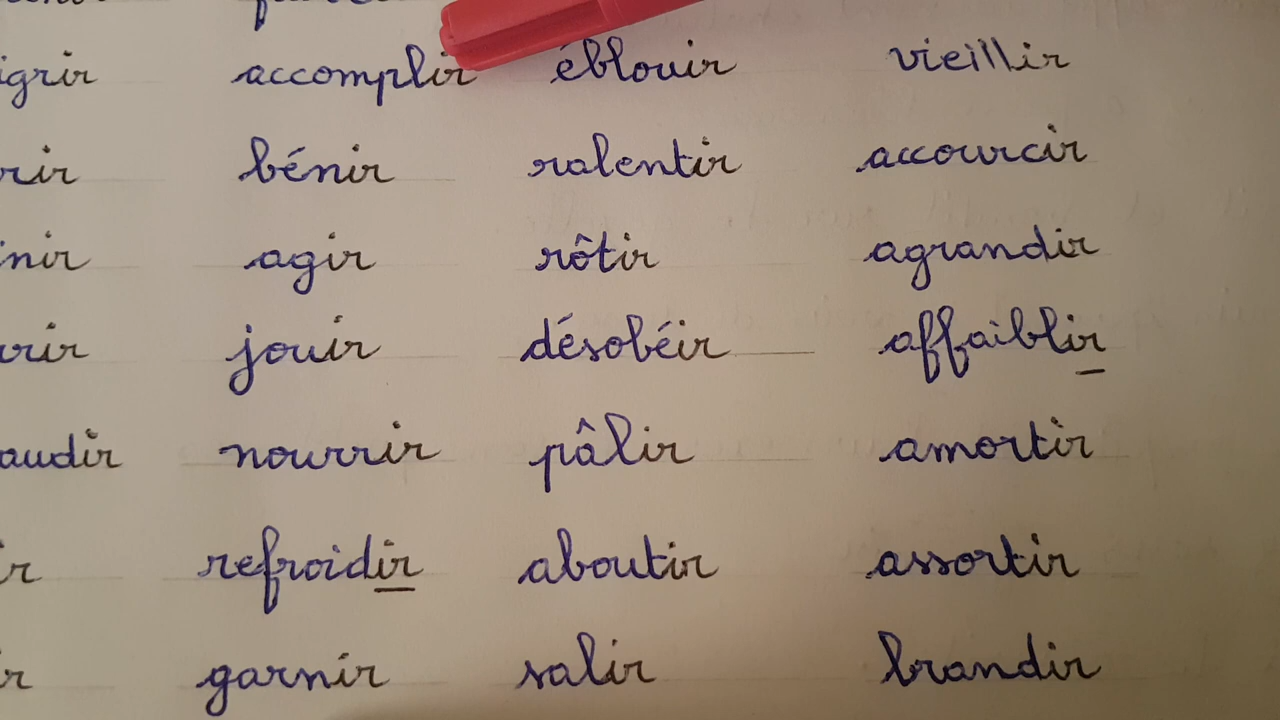 accomplir éblouir vieillir
bénir ralentir accourcir
agir rôtir agrandir
jouir désobéir affaiblir
nourrir pâlir amortir
refroidir aboutir assortir
garnir salir brandir